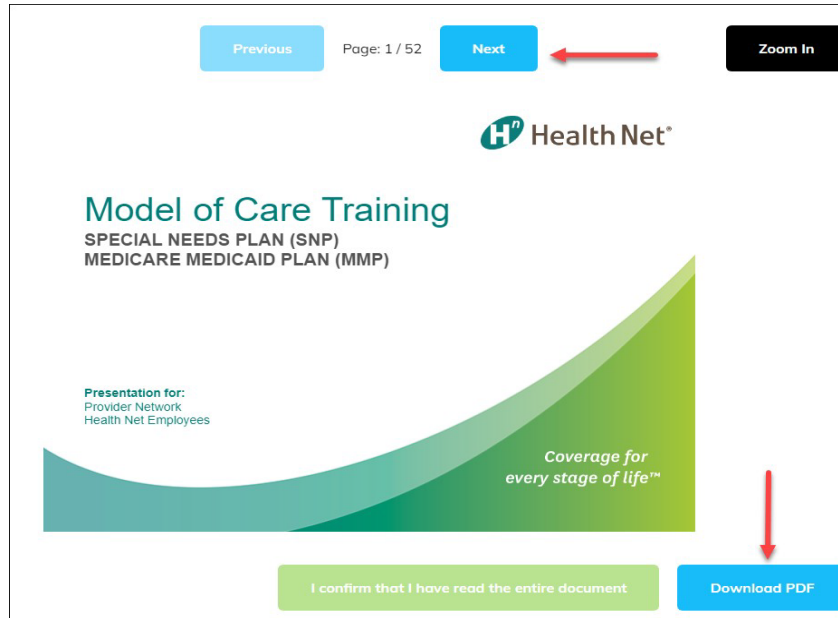 Previous
Page: 1 / 52
Next
Zoom In
Hn Health Net®
Model of Care Training
SPECIAL NEEDS PLAN (SNP)
MEDICARE MEDICAID PLAN (MMP)
Presentation for:
Provider Network
Health Net Employees
Coverage for
every stage of life™
I confirm that I have read the entire document
Download PDF